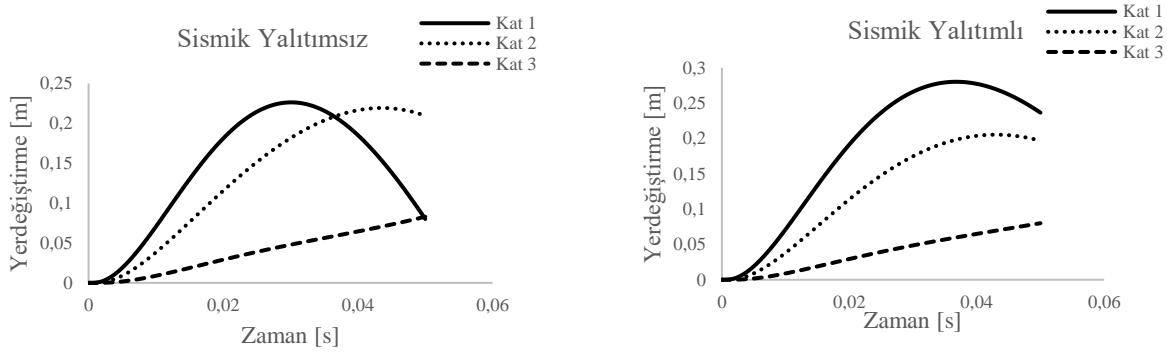 Sismik Yalıtımsız
Kat 1
Kat 2
Kat 3
Yerdeğiştirme [m]
0,25
0,2
0,15
0,1
0,05
0
0
0,02
0,04
0,06
Zaman [s]
Sismik Yalıtımlı
Kat 1
Kat 2
Kat 3
Yerdeğiştirme [m]
0,3
0,25
0,2
0,15
0,1
0,05
0
0
0,02
0,04
0,06
Zaman [s]